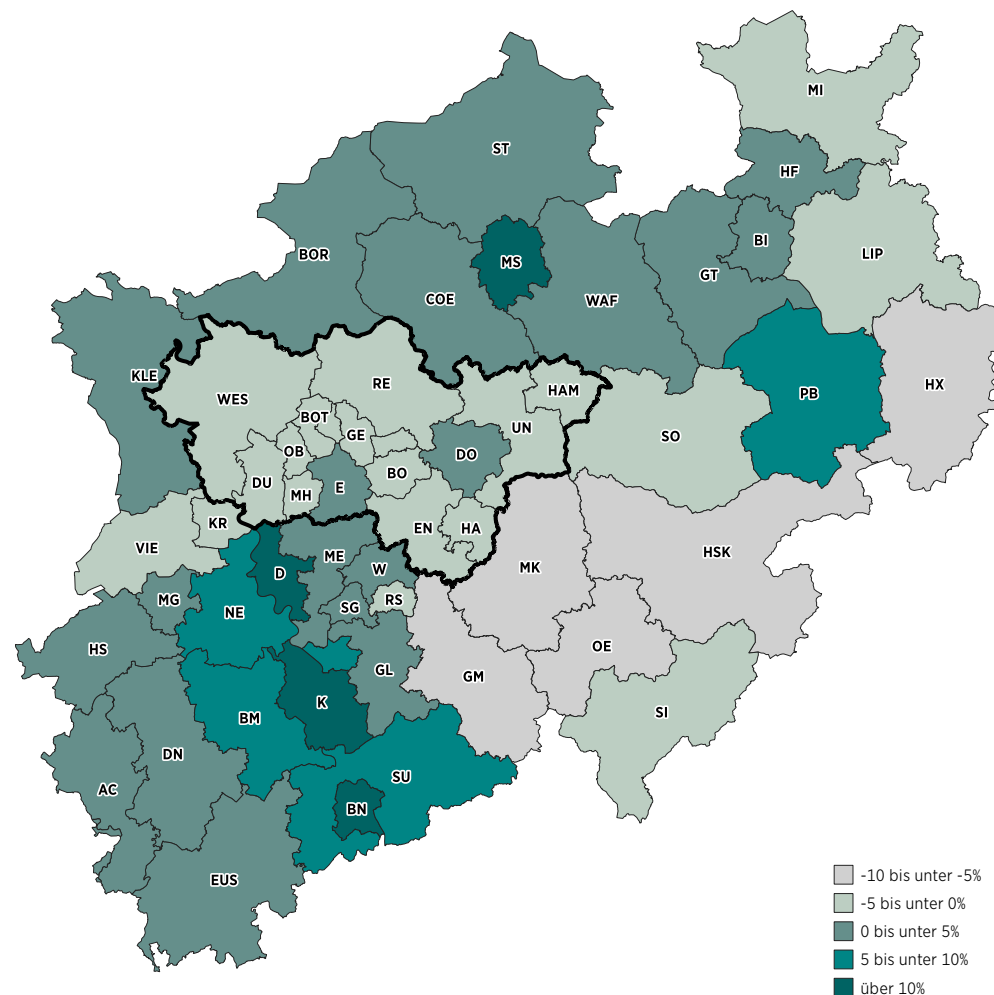 MI
ST
HF
BI
LIP
BOR
MS
GT
COE
WAF
KLE
RE
HX
HAM
PB
WES
BOT
UN
GE
SO
OB
DO
BO
DU
E
MH
KR
EN
HA
VIE
ME
HSK
MK
W
D
MG
RS
SG
NE
OE
HS
GL
GM
K
SI
BM
DN
SU
AC
BN
EUS
-10 bis unter -5%
-5 bis unter 0%
0 bis unter 5%
5 bis unter 10%
über 10%